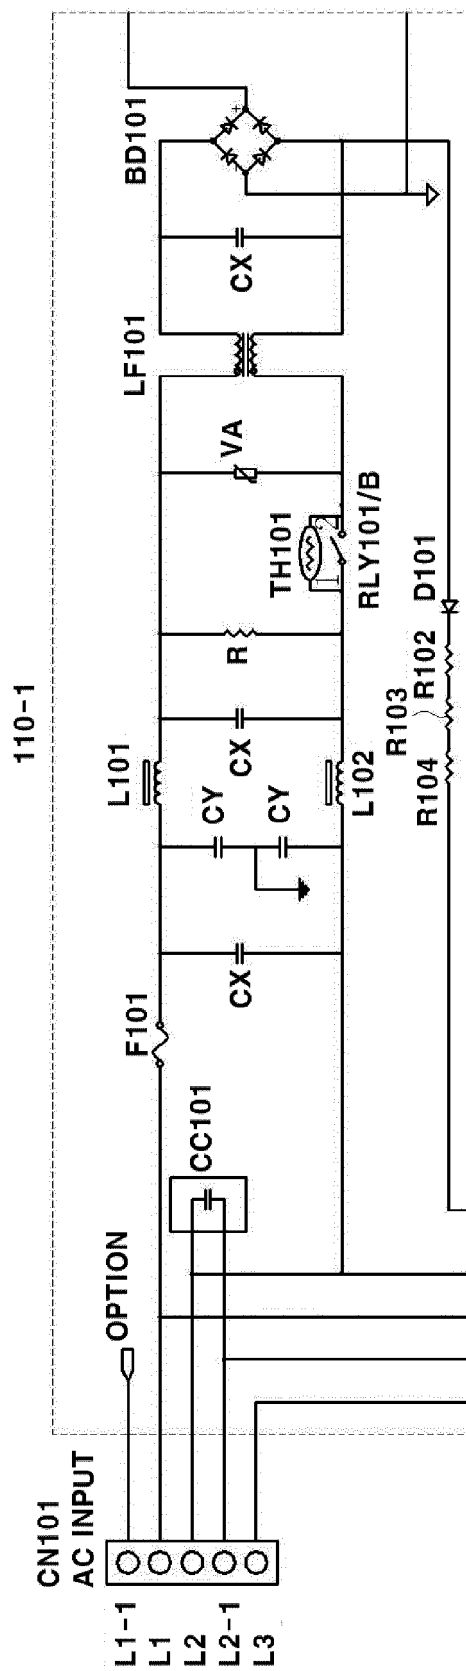 CN101
AC INPUT
L1-1
L1
L2
L2-1
L3
OPTION
CC101
F101
CX
CY
CY
L101
L102
CX
R
TH101
RLY101/B
VA
LF101
CX
BD101
110-1
R104
R103
R102
D101